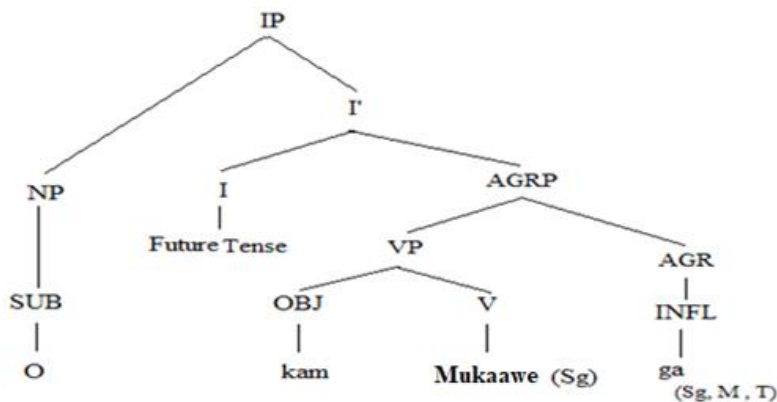 IP
I'
NP I AGRP
Future Tense VP AGR
SUB OBJ V INFL
O kam Mukaawe (Sg) ga
(Sg, M , T)